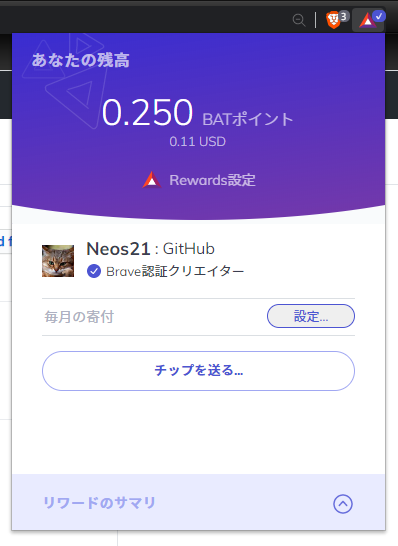 3
あなたの残高
0.250 BATポイント
0.11 USD
Rewards設定
Neos21 : GitHub
Brave認証クリエイター
毎月の寄付
設定...
チップを送る...
リワードのサマリ